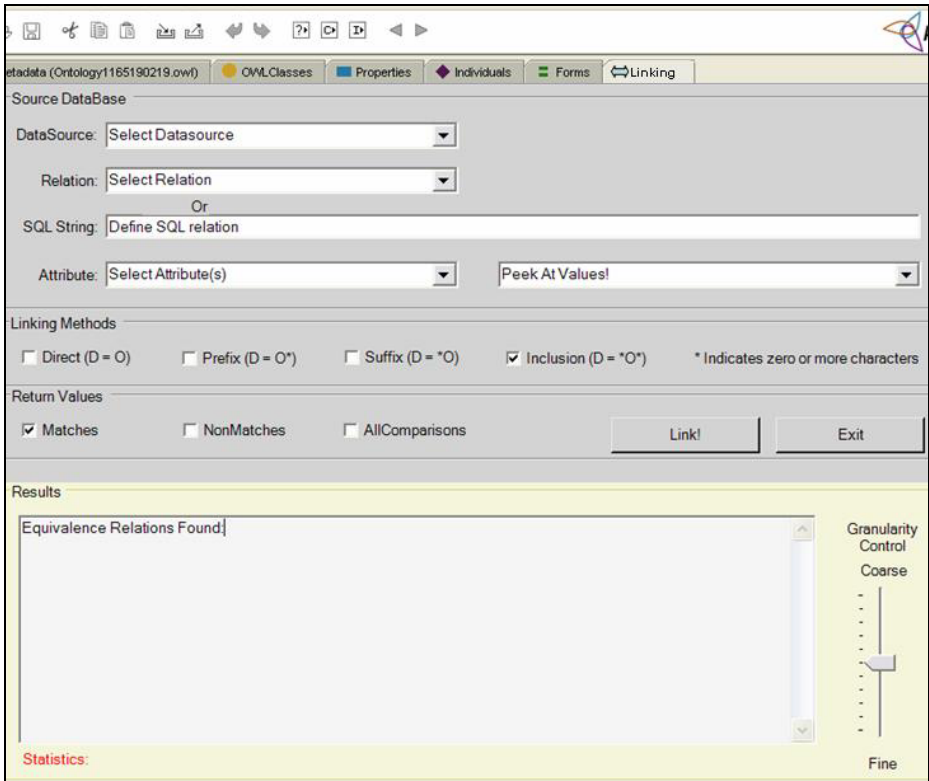 etadata (Ontology1165190219.owl) OWLClasses Properties Individuals Forms Linking
Source DataBase
DataSource: Select Datasource
Relation: Select Relation
Or
SQL String: Define SQL relation
Attribute: Select Attribute(s) Peek At Values!
Linking Methods
Direct (D = O) Prefix (D = O*) Suffix (D = *O) Inclusion (D = *O*) * Indicates zero or more characters
Return Values
Matches NonMatches AllComparisons Link! Exit
Results
Equivalence Relations Found:
Granularity
Control
Coarse
Fine
Statistics: